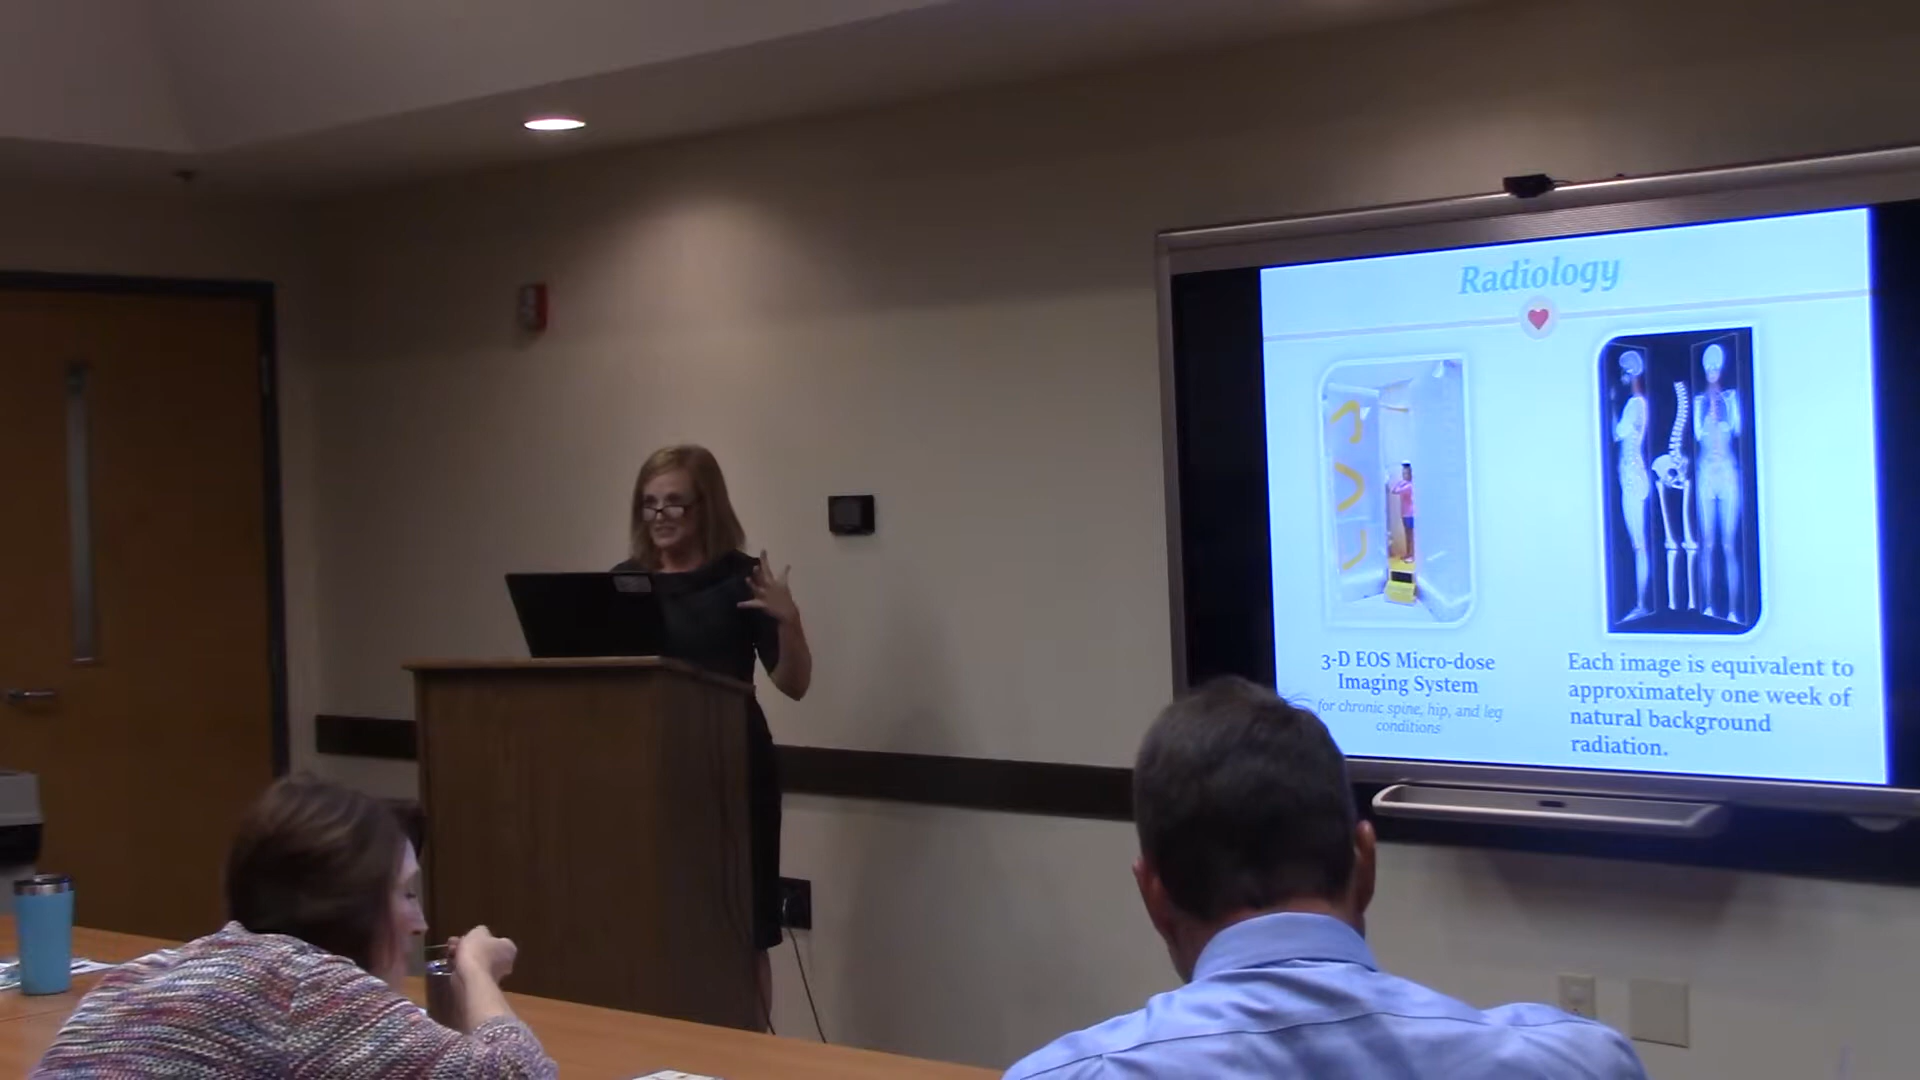 Radiology
3-D EOS Micro-dose
Imaging System
for chronic spine, hip, and leg
conditions
Each image is equivalent to
approximately one week of
natural background
radiation.